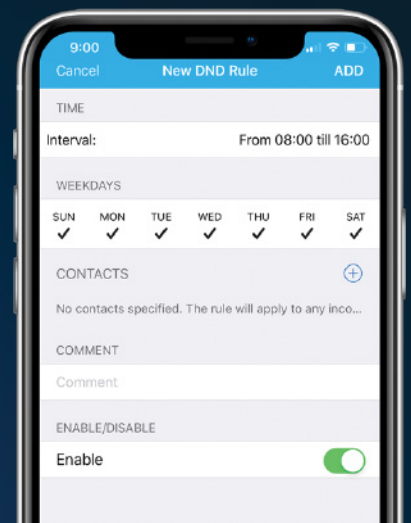 9:00
Cancel New DND Rule ADD
TIME
Interval: From 08:00 till 16:00
WEEKDAYS
SUN MON TUE WED THU FRI SAT
CONTACTS
No contacts specified. The rule will apply to any inco...
COMMENT
Comment
ENABLE/DISABLE
Enable